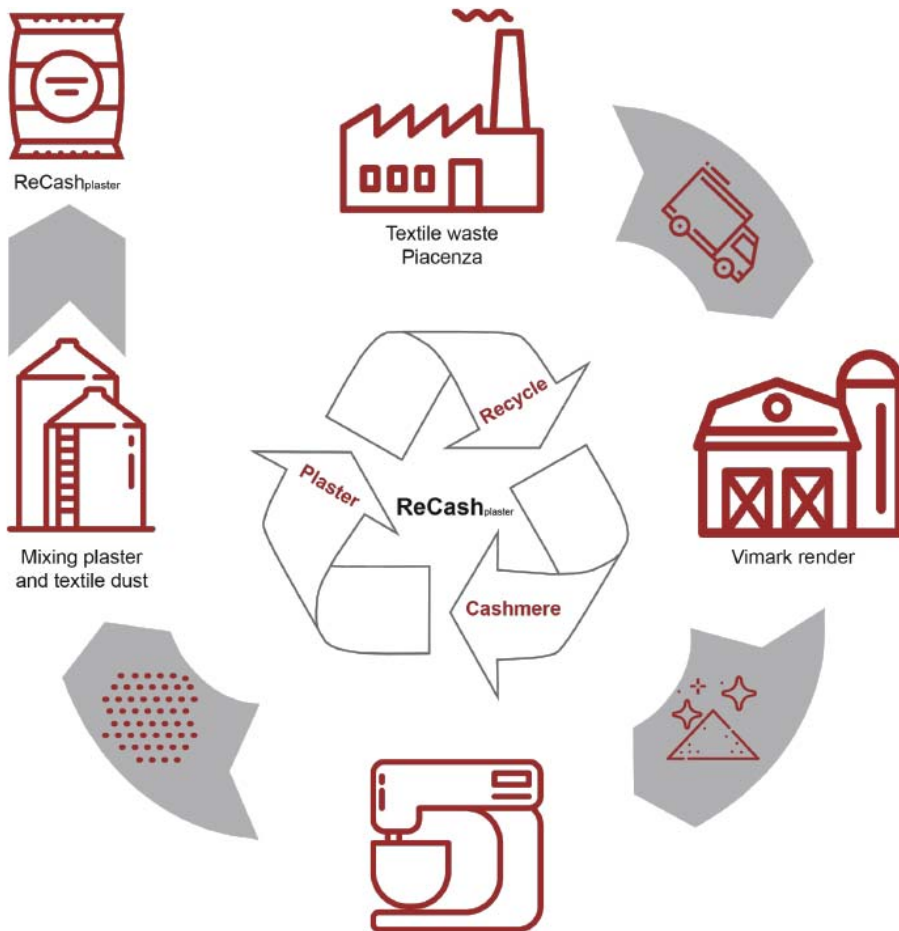 ReCashplaster
Textile waste
Piacenza
Recycle
Plaster
ReCashplaster
Cashmere
Mixing plaster
and textile dust
Vimark render